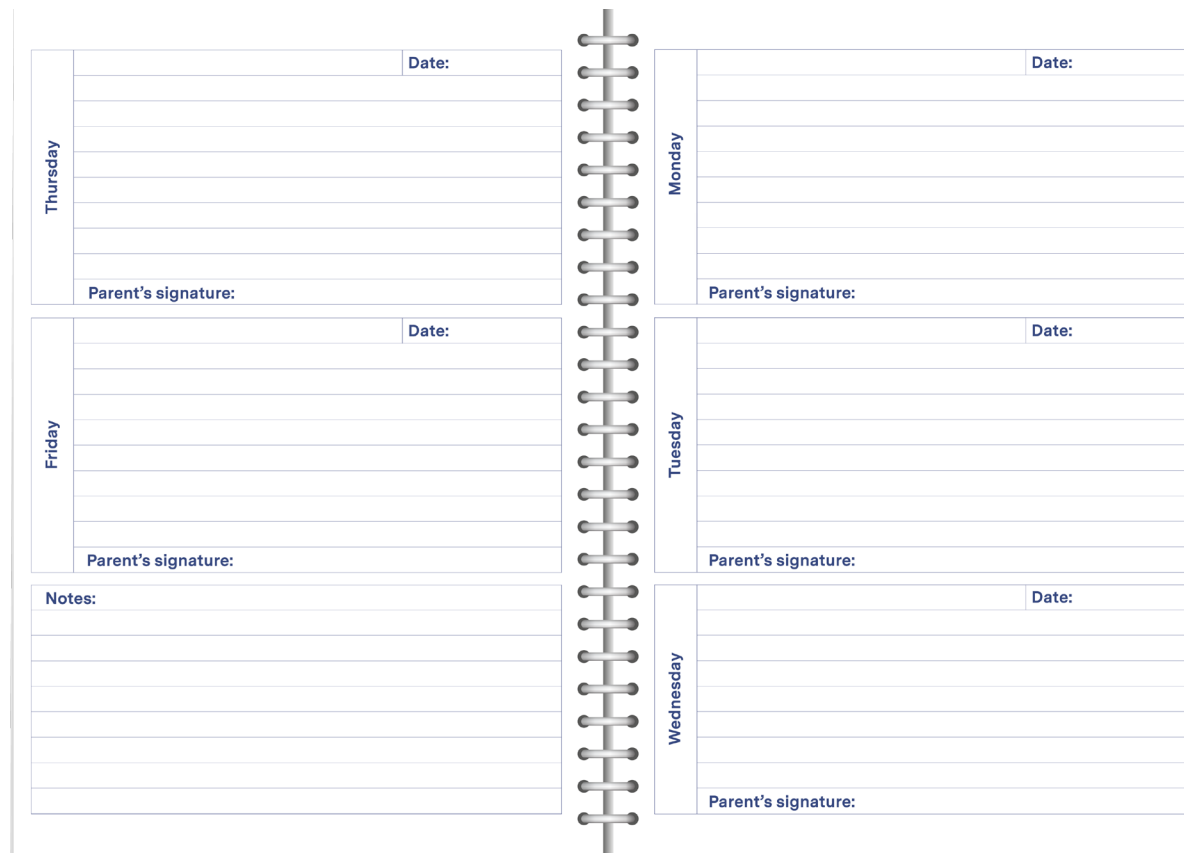 Date:
Thursday
Parent's signature:
Date:
Friday
Parent's signature:
Notes:
Date:
Monday
Parent's signature:
Date:
Tuesday
Parent's signature:
Date:
Wednesday
Parent's signature: